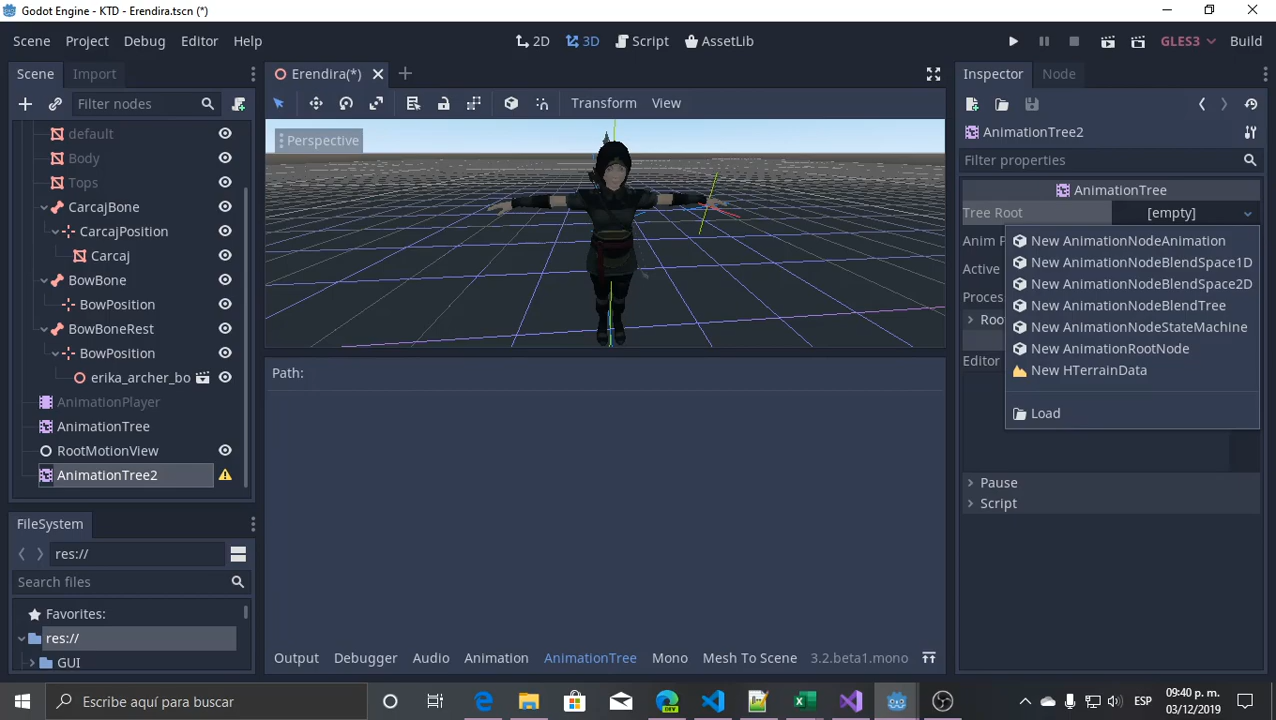 Godot Engine - KTD - Erendira.tscn (*)
Scene Project Debug Editor Help
2D 3D Script AssetLib
GLES3 Build
Scene Import
Filter nodes
default
Body
Tops
CarcajBone
CarcajPosition
Carcaj
BowBone
BowPosition
BowBoneRest
BowPosition
erika_archer_bo
AnimationPlayer
AnimationTree
RootMotionView
AnimationTree2
FileSystem
res://
Search files
Favorites:
res://
GUI
Erendira(*)
Transform View
Perspective
Path:
Output Debugger Audio Animation AnimationTree Mono Mesh To Scene 3.2.beta1.mono
Inspector Node
AnimationTree2
Filter properties
AnimationTree
Tree Root [empty]
Anim P
Active
Proces
Roo
Editor
New AnimationNodeAnimation
New AnimationNodeBlendSpace1D
New AnimationNodeBlendSpace2D
New AnimationNodeBlendTree
New AnimationNodeStateMachine
New AnimationRootNode
New HTerrainData
Load
Pause
Script
Escribe aquí para buscar
DEV
ESP
09:40 p. m.
03/12/2019